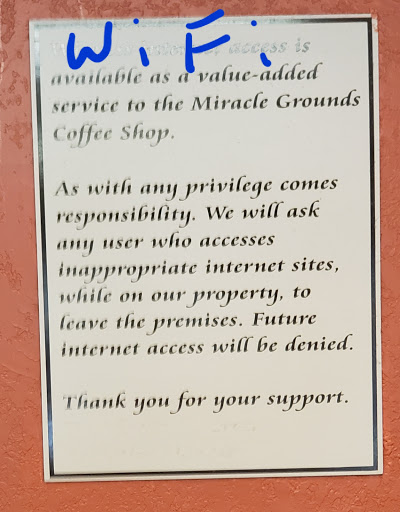 WiFi
access is
available as a value-added
service to the Miracle Grounds
Coffee Shop.
As with any privilege comes
responsibility. We will ask
any user who accesses
inappropriate internet sites,
while on our property, to
leave the premises. Future
internet access will be denied.
Thank you for your support.